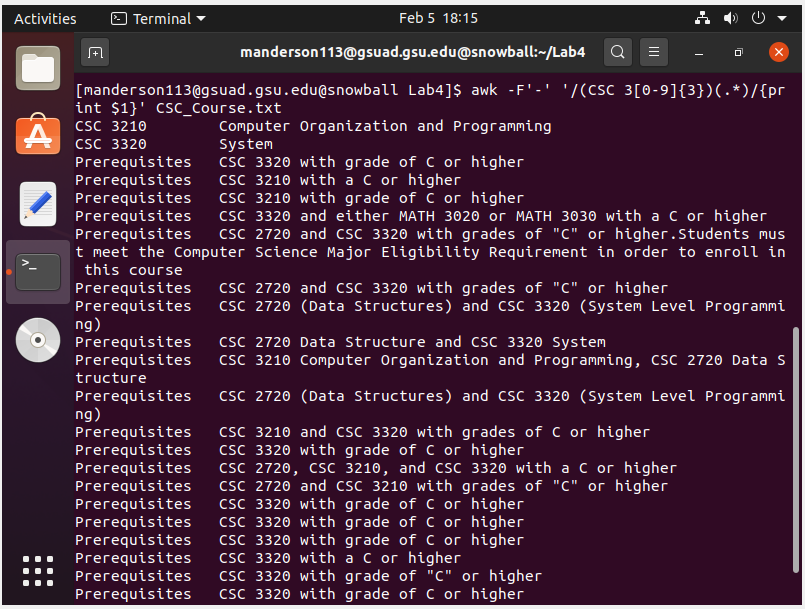 Activities Terminal Feb 5 18:15
manderson113@gsuad.gsu.edu@snowball:~/Lab4
[manderson113@gsuad.gsu.edu@snowball Lab4]$ awk -F'-' '/(CSC 3[0-9]{3})(.*)/{pr
int $1}' CSC_Course.txt
CSC 3210 Computer Organization and Programming
CSC 3320 System
Prerequisites CSC 3320 with grade of C or higher
Prerequisites CSC 3210 with a C or higher
Prerequisites CSC 3210 with grade of C or higher
Prerequisites CSC 3320 and either MATH 3020 or MATH 3030 with a C or higher
Prerequisites CSC 2720 and CSC 3320 with grades of "C" or higher.Students mus
t meet the Computer Science Major Eligibility Requirement in order to enroll in
this course
Prerequisites CSC 2720 and CSC 3320 with grades of "C" or higher
Prerequisites CSC 2720 (Data Structures) and CSC 3320 (System Level Programmi
ng)
Prerequisites CSC 2720 Data Structure and CSC 3320 System
Prerequisites CSC 3210 Computer Organization and Programming, CSC 2720 Data S
tructure
Prerequisites CSC 2720 (Data Structures) and CSC 3320 (System Level Programmi
ng)
Prerequisites CSC 3210 and CSC 3320 with grades of C or higher
Prerequisites CSC 3320 with grade of C or higher
Prerequisites CSC 2720, CSC 3210, and CSC 3320 with a C or higher
Prerequisites CSC 2720 and CSC 3210 with grades of "C" or higher
Prerequisites CSC 3320 with grade of C or higher
Prerequisites CSC 3320 with grade of C or higher
Prerequisites CSC 3320 with grade of C or higher
Prerequisites CSC 3320 with a C or higher
Prerequisites CSC 3320 with grade of "C" or higher
Prerequisites CSC 3320 with grade of C or higher